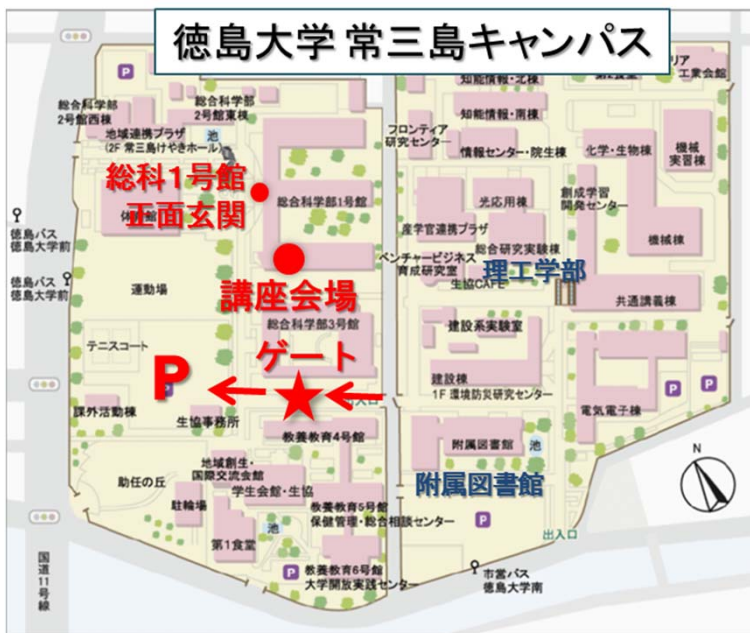 徳島大学 常三島キャンパス
P
総合科学部
2号館西棟
総合科学部
2号館東棟
地域連携プラザ
(2F 常三島けやきホール)
池
知能情報・北棟
知能情報・南棟
工業会館
フロンティア
研究センター
情報センター・院生棟
化学・生物棟
機械
実習棟
総科1号館
正面玄関
総合科学部1号館
光応用棟
創成学習
開発センター
産学官連携プラザ
総合研究実験棟
機械棟
徳島バス
徳島大学前
徳島バス
徳島大学前
ベンチャービジネス
育成研究室
理工学部
生協CAFE
共通講義棟
講座会場
運動場
総合科学部3号館
建設系実験室
テニスコート
ゲート
P
建設棟
1F 環境防災研究センター
P
P
電気電子棟
課外活動棟
生協事務所
出入口
教養教育4号館
附属図書館
池
地域創生・
国際交流会館
助任の丘
学生会館・生協
附属図書館
駐輪場
教養教育5号館
保健管理・総合相談センター
P
池
第1食堂
出入口
N
国道11号線
P
教養教育6号館
大学開放実践センター
市営バス
徳島大学南